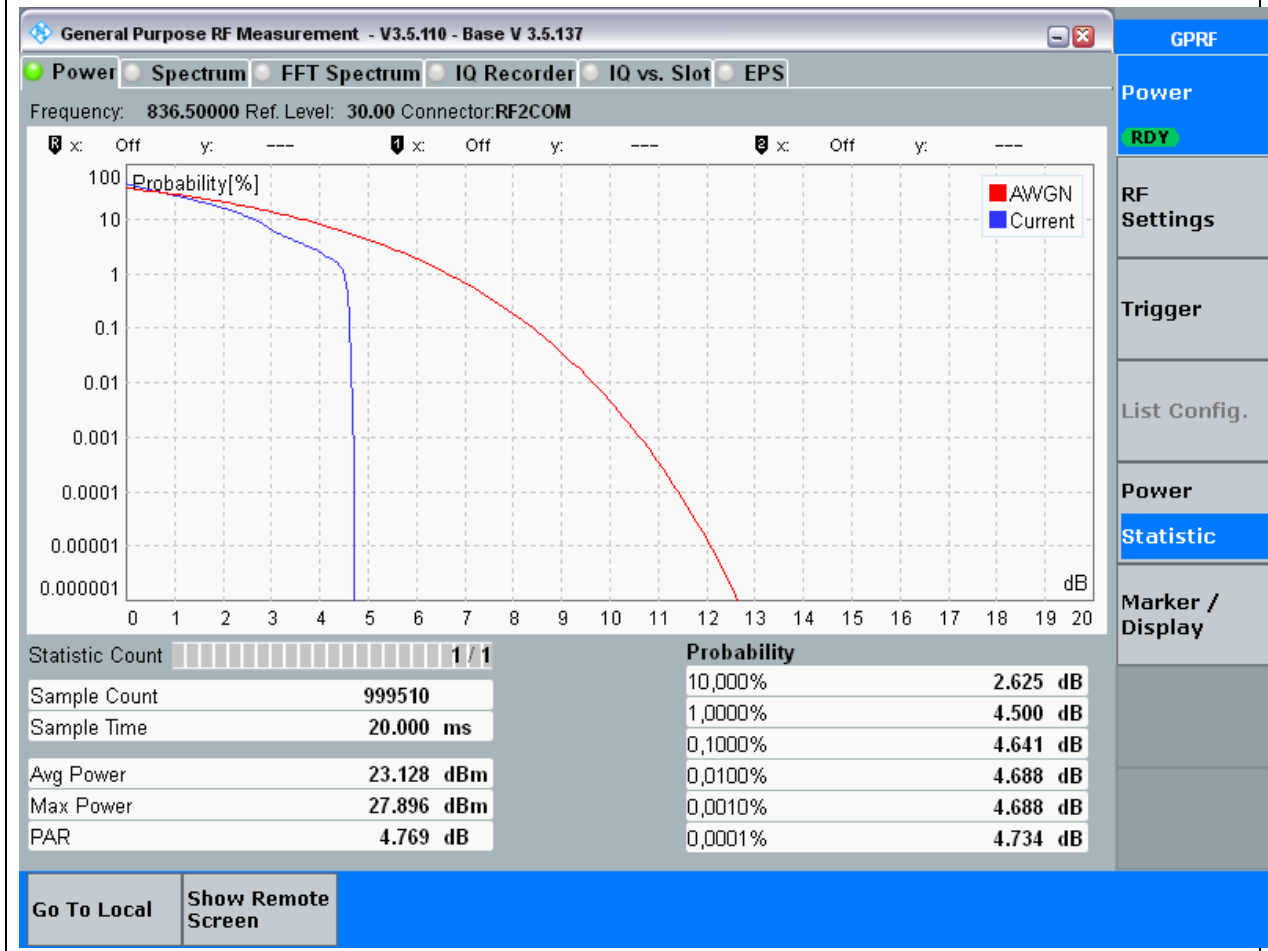 General Purpose RF Measurement - V3.5.110 - Base V 3.5.137
GPRF
Power Spectrum FFT Spectrum IQ Recorder IQ vs. Slot EPS
Power
RDY
Frequency: 836.50000 Ref. Level: 30.00 Connector:RF2COM
R x: Off y: --- 1 x: Off y: --- 2 x: Off y: ---
Probability[%]
AWGN
Current
100
10
1
0.1
0.01
0.001
0.0001
0.00001
0.000001
dB
0 1 2 3 4 5 6 7 8 9 10 11 12 13 14 15 16 17 18 19 20
RF
Settings
Trigger
List Config.
Power
Statistic
Marker /
Display
Statistic Count 1 / 1
Sample Count 999510
Sample Time 20.000 ms
Avg Power 23.128 dBm
Max Power 27.896 dBm
PAR 4.769 dB
Probability
10,000% 2.625 dB
1,0000% 4.500 dB
0,1000% 4.641 dB
0,0100% 4.688 dB
0,0010% 4.688 dB
0,0001% 4.734 dB
Go To Local
Show Remote
Screen